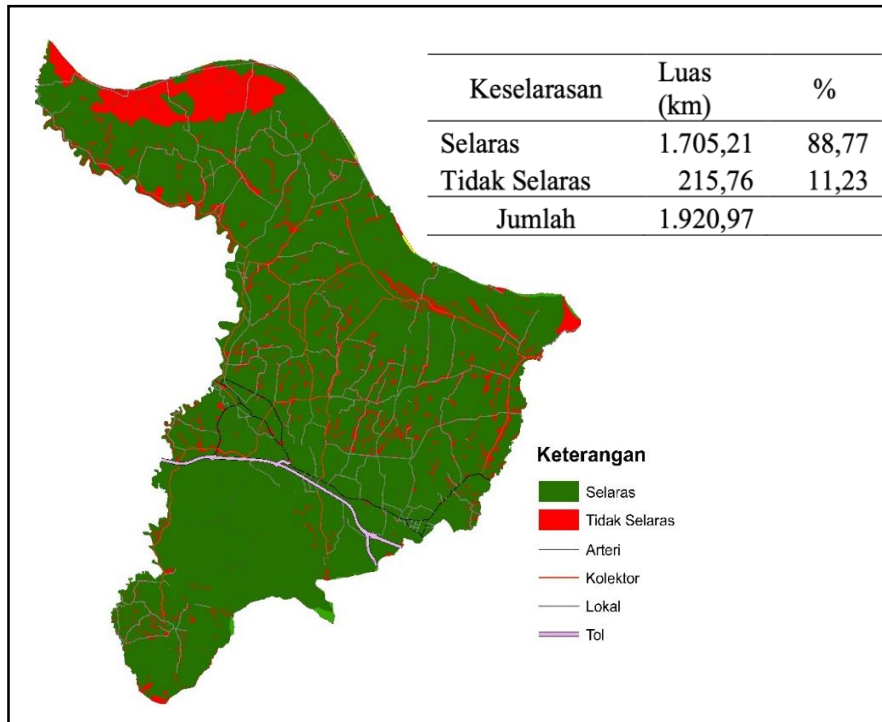 Keselarasan Luas (km) %
Selaras 1.705,21 88,77
Tidak Selaras 215,76 11,23
Jumlah 1.920,97
Keterangan
Selaras
Tidak Selaras
Arteri
Kolektor
Lokal
Tol